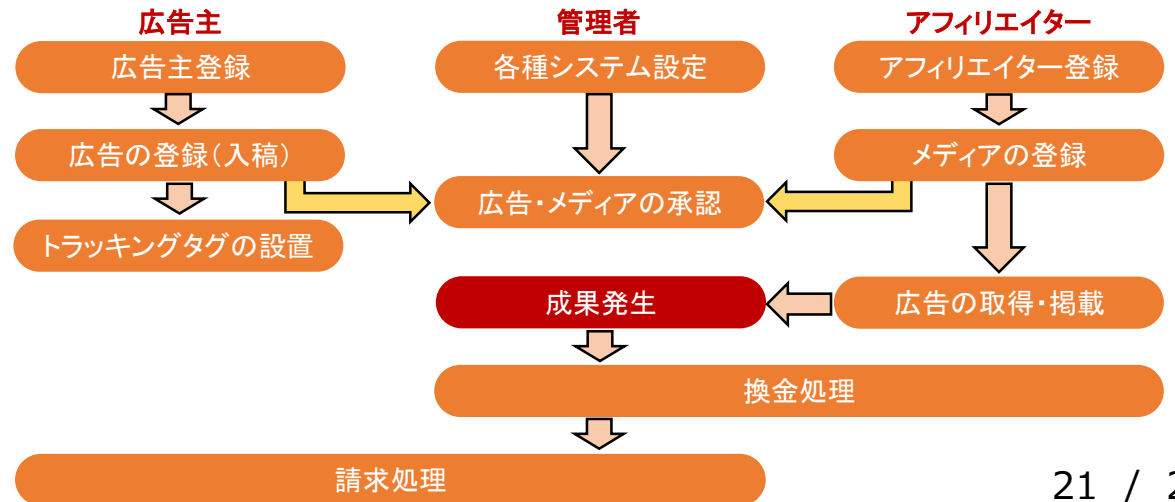 広告主
管理者
アフィリエイター
広告主登録
各種システム設定
アフィリエイター登録
広告の登録（入稿）
メディアの登録
広告・メディアの承認
トラッキングタグの設置
成果発生
広告の取得・掲載
換金処理
請求処理
21 /